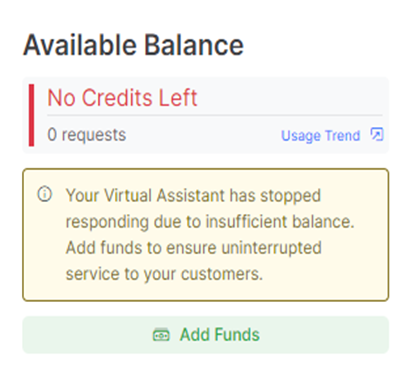 Available Balance
No Credits Left
0 requests
Usage Trend
Your Virtual Assistant has stopped
responding due to insufficient balance.
Add funds to ensure uninterrupted
service to your customers.
Add Funds